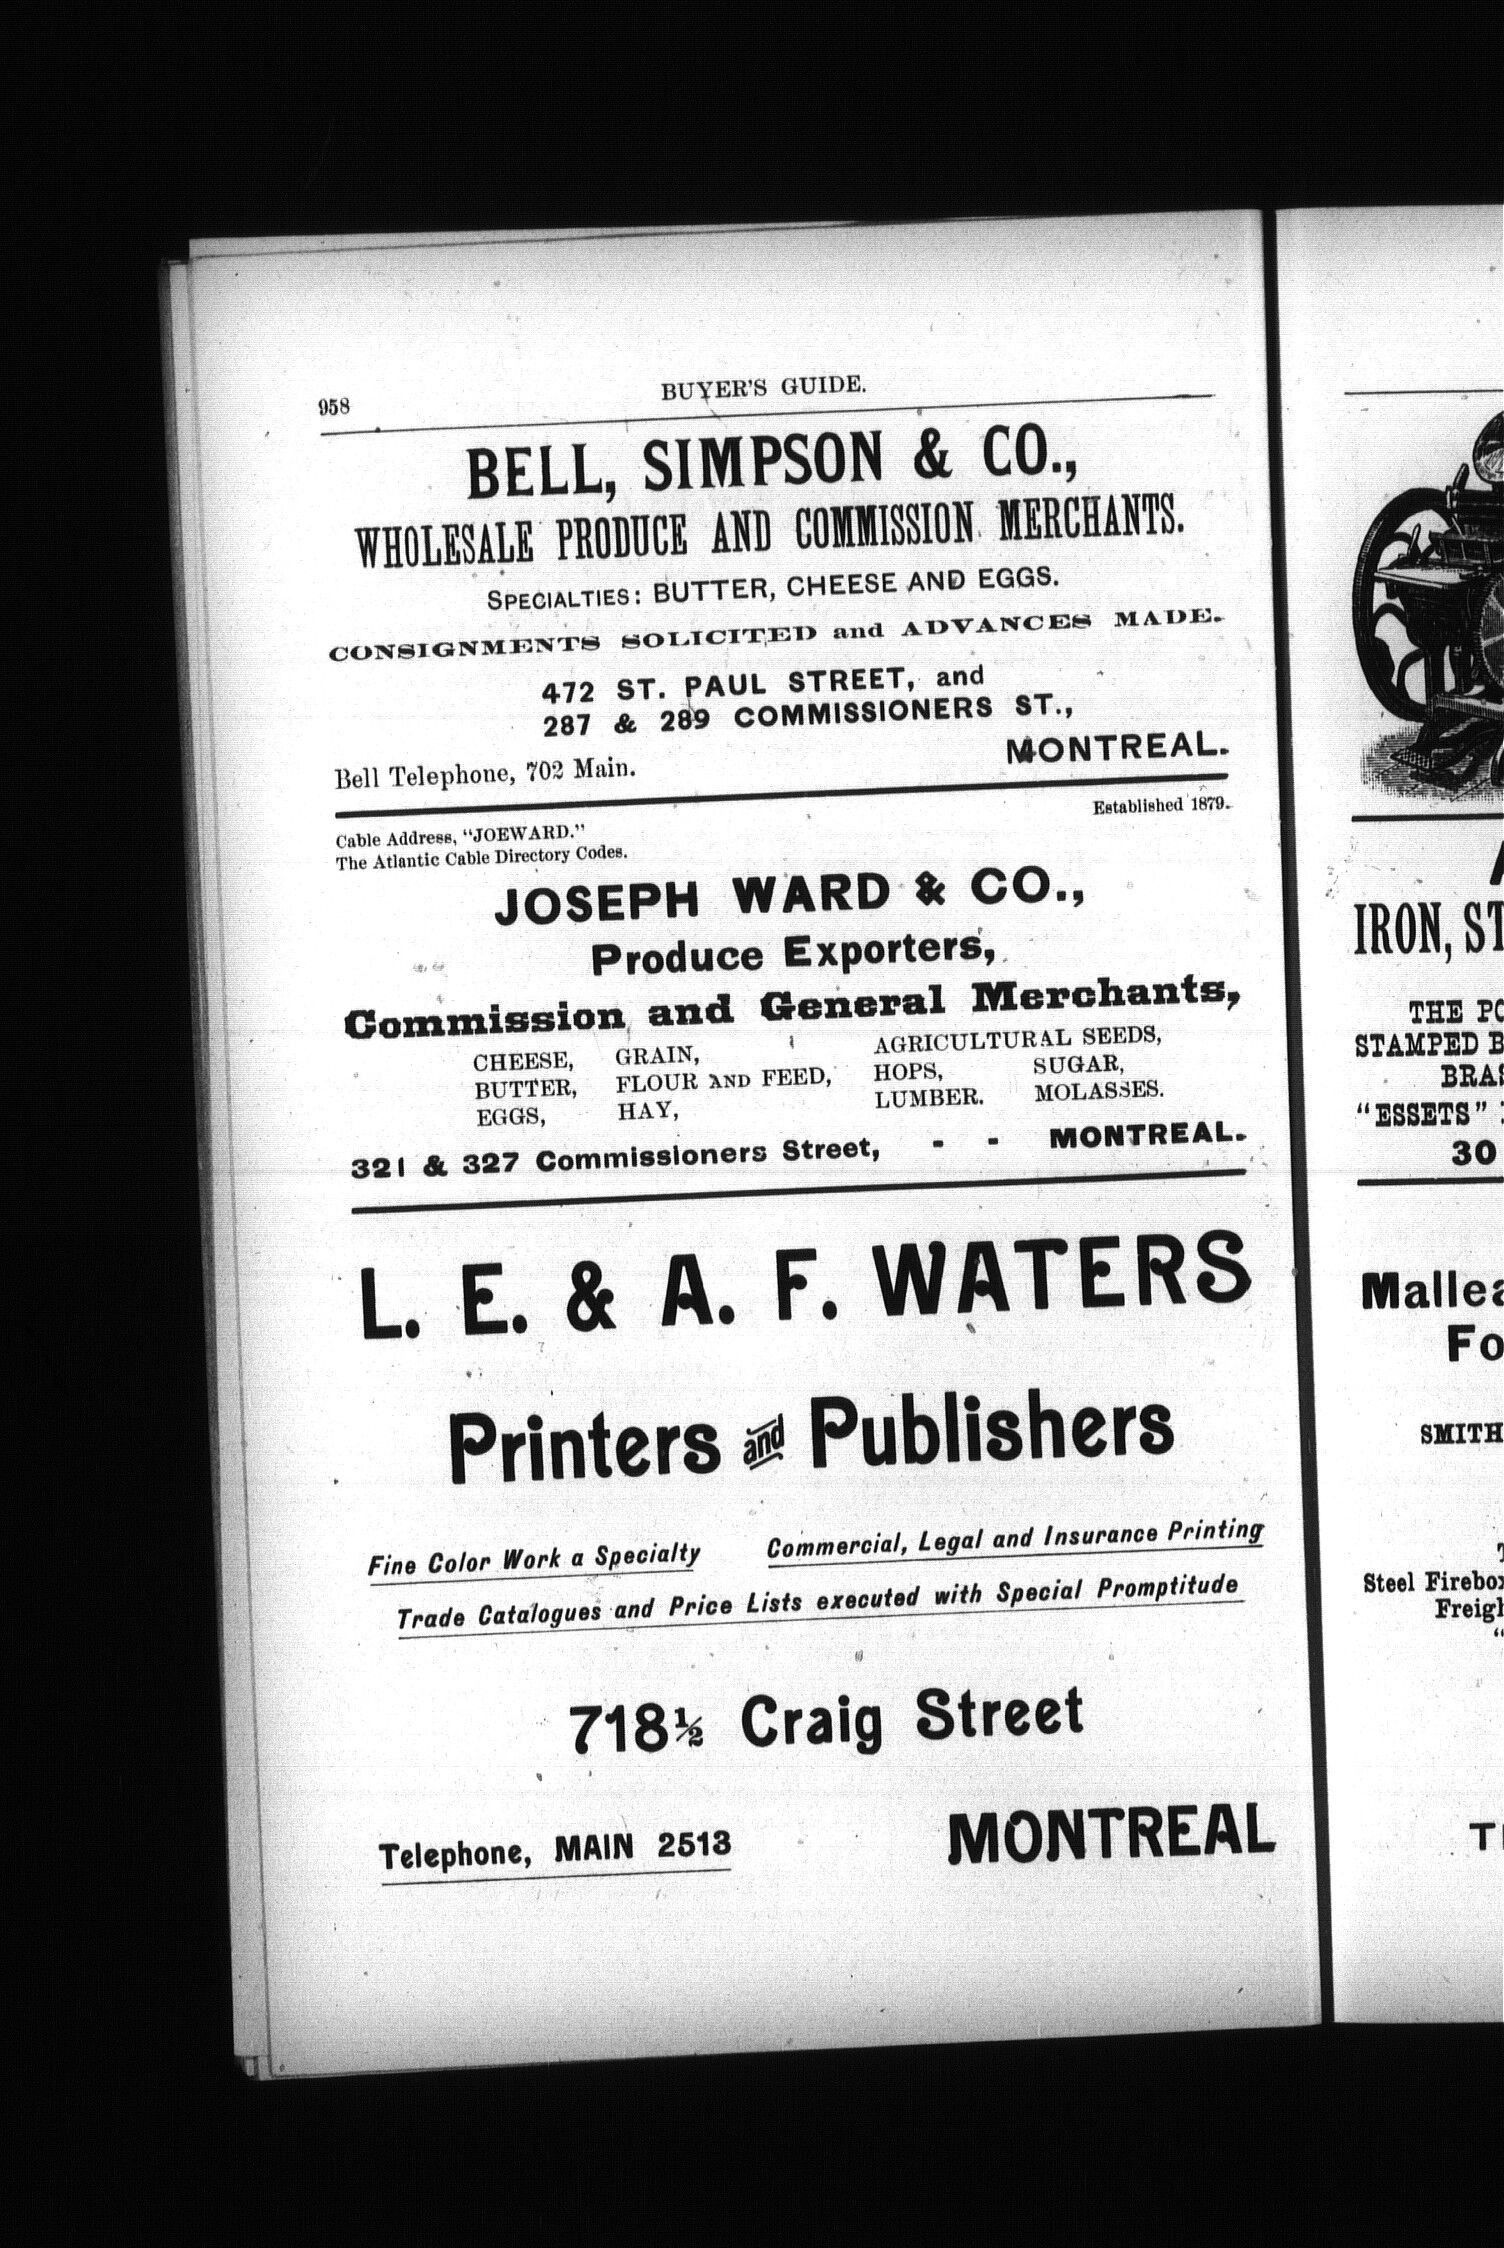 958
BUYER'S GUIDE.
BELL, SIMPSON & CO.,
WHOLESALE PRODUCE AND COMMISSION MERCHANTS.
SPECIALTIES: BUTTER, CHEESE AND EGGS.
CONSIGNMENTS SOLICITED and ADVANCES MADE.
472 ST. PAUL STREET, and
287 & 289 COMMISSIONERS ST.,
MONTREAL.
Bell Telephone, 702 Main.
Established 1879.
Cable Address, "JOEWARD."
The Atlantic Cable Directory Codes.
JOSEPH WARD & CO.,
Produce Exporters,
Commission and General Merchants,
CHEESE, GRAIN, AGRICULTURAL SEEDS,
BUTTER, FLOUR AND FEED, HOPS, SUGAR,
EGGS, HAY, LUMBER. MOLASSES.
321 & 327 Commissioners Street, - - MONTREAL.
L. E. & A. F. WATERS
Printers and Publishers
Fine Color Work a Specialty Commercial, Legal and Insurance Printing
Trade Catalogues and Price Lists executed with Special Promptitude
718½ Craig Street
Telephone, MAIN 2513 MONTREAL
IRON, ST
THE PO
STAMPED B
BRAS
"ESSETS"
30
Mallea
Fo
SMITH
Steel Firebox
Freigh